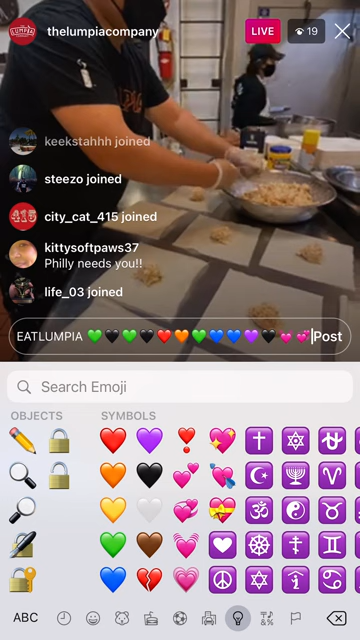 thelumpiacompany
LIVE
19
keekstahhh joined
steezo joined
415
city_cat_415 joined
kittysoftpaws37
Philly needs you!!
life_03 joined
EATLUMPIA 💚🖤💚🖤❤️🧡💚💙💙💜🖤💕💕
Post
Search Emoji
OBJECTS
SYMBOLS
ABC